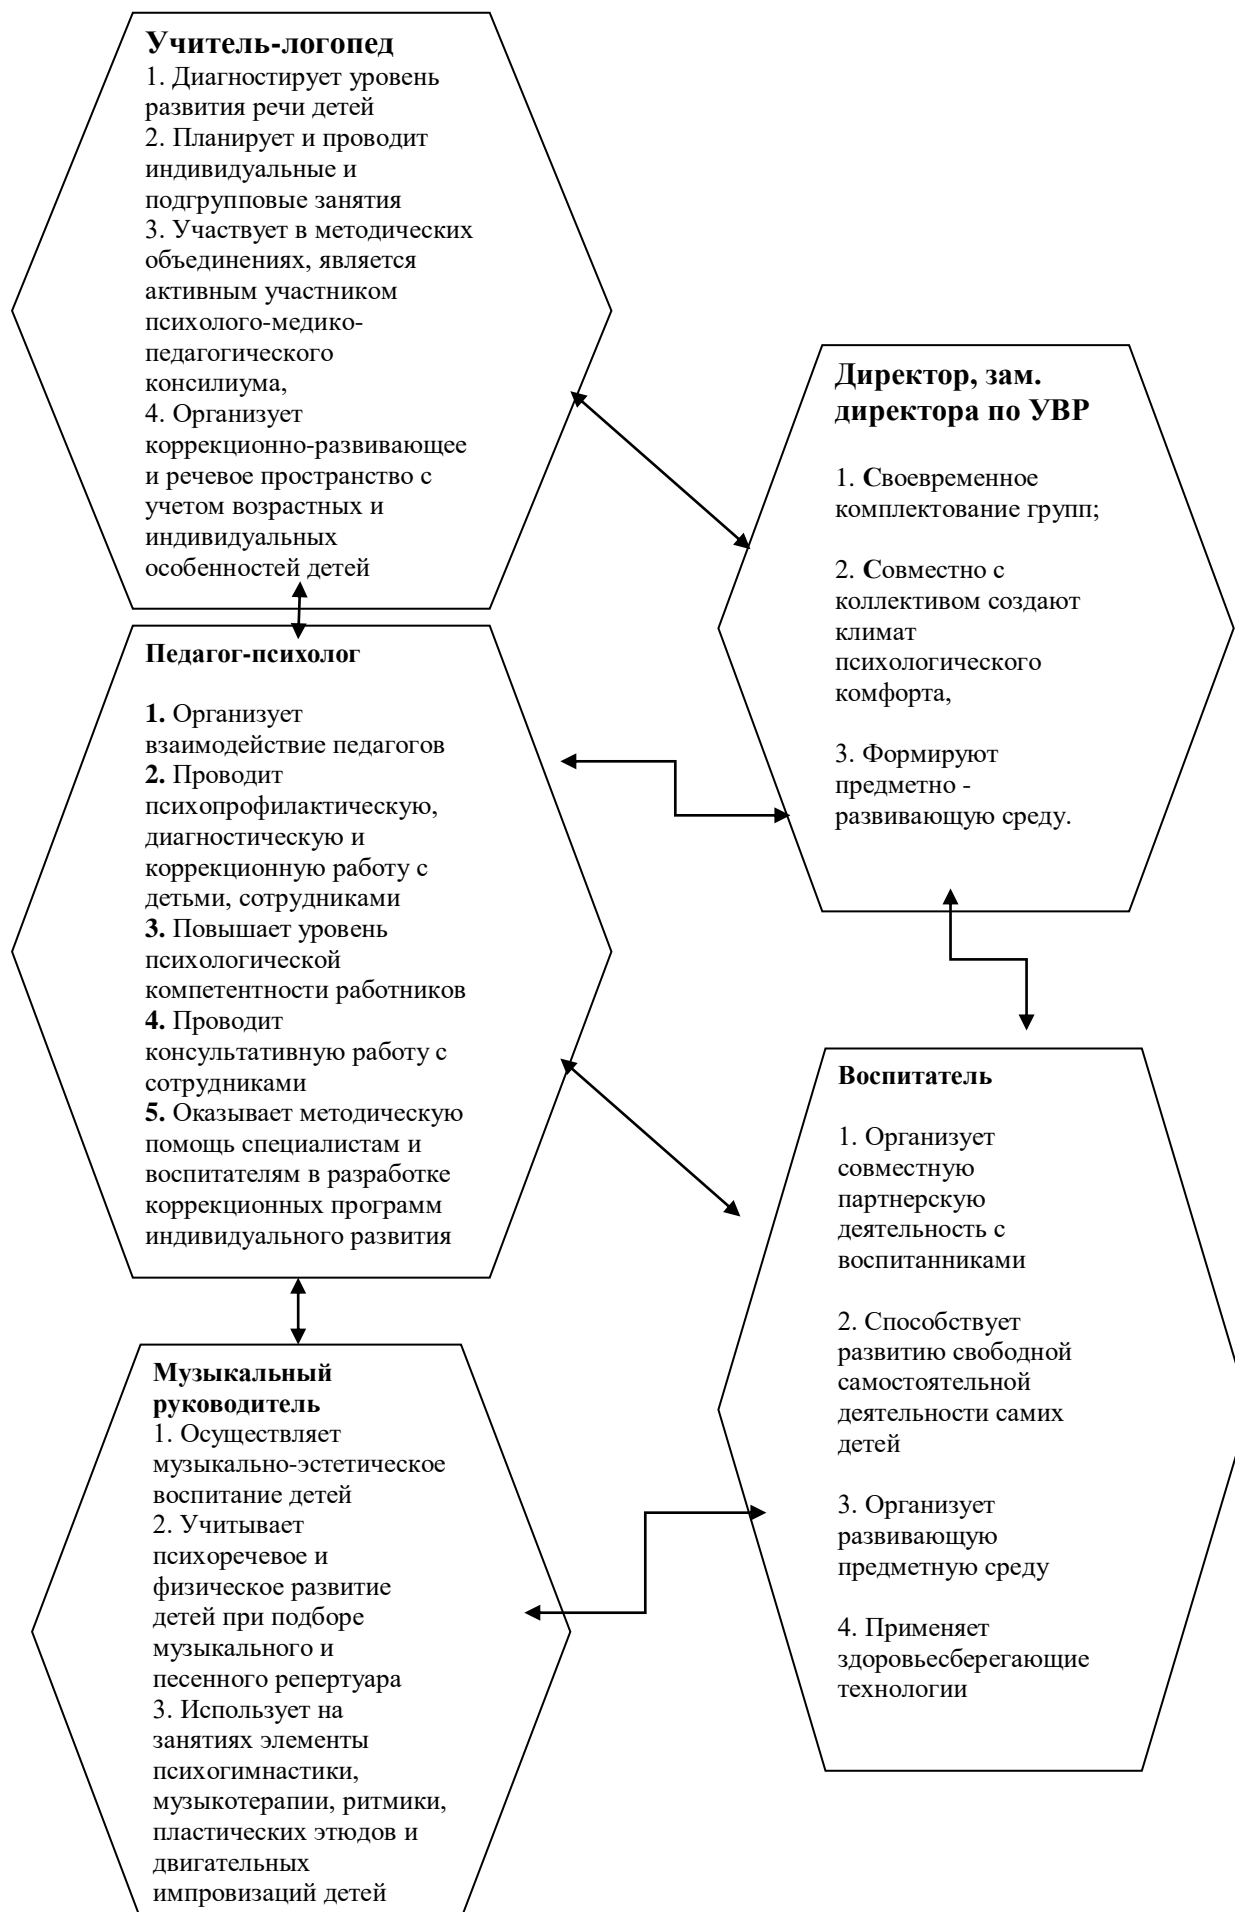 Учитель-логопед
1. Диагностирует уровень
развития речи детей
2. Планирует и проводит
индивидуальные и
подгрупповые занятия
3. Участвует в методических
объединениях, является
активным участником
психолого-медико-
педагогического
консилиума,
4. Организует
коррекционно-развивающее
и речевое пространство с
учетом возрастных и
индивидуальных
особенностей детей
Директор, зам.
директора по УВР
1. Своевременное
комплектование групп;
2. Совместно с
коллективом создают
климат
психологического
комфорта,
3. Формируют
предметно -
развивающую среду.
Педагог-психолог
1. Организует
взаимодействие педагогов
2. Проводит
психопрофилактическую,
диагностическую и
коррекционную работу с
детьми, сотрудниками
3. Повышает уровень
психологической
компетентности работников
4. Проводит
консультативную работу с
сотрудниками
5. Оказывает методическую
помощь специалистам и
воспитателям в разработке
коррекционных программ
индивидуального развития
Воспитатель
1. Организует
совместную
партнерскую
деятельность с
воспитанниками
2. Способствует
развитию свободной
самостоятельной
деятельности самих
детей
3. Организует
развивающую
предметную среду
4. Применяет
здоровьесберегающие
технологии
Музыкальный
руководитель
1. Осуществляет
музыкально-эстетическое
воспитание детей
2. Учитывает
психоречевое и
физическое развитие
детей при подборе
музыкального и
песенного репертуара
3. Использует на
занятиях элементы
психогимнастики,
музыкотерапии, ритмики,
пластических этюдов и
двигательных
импровизаций детей